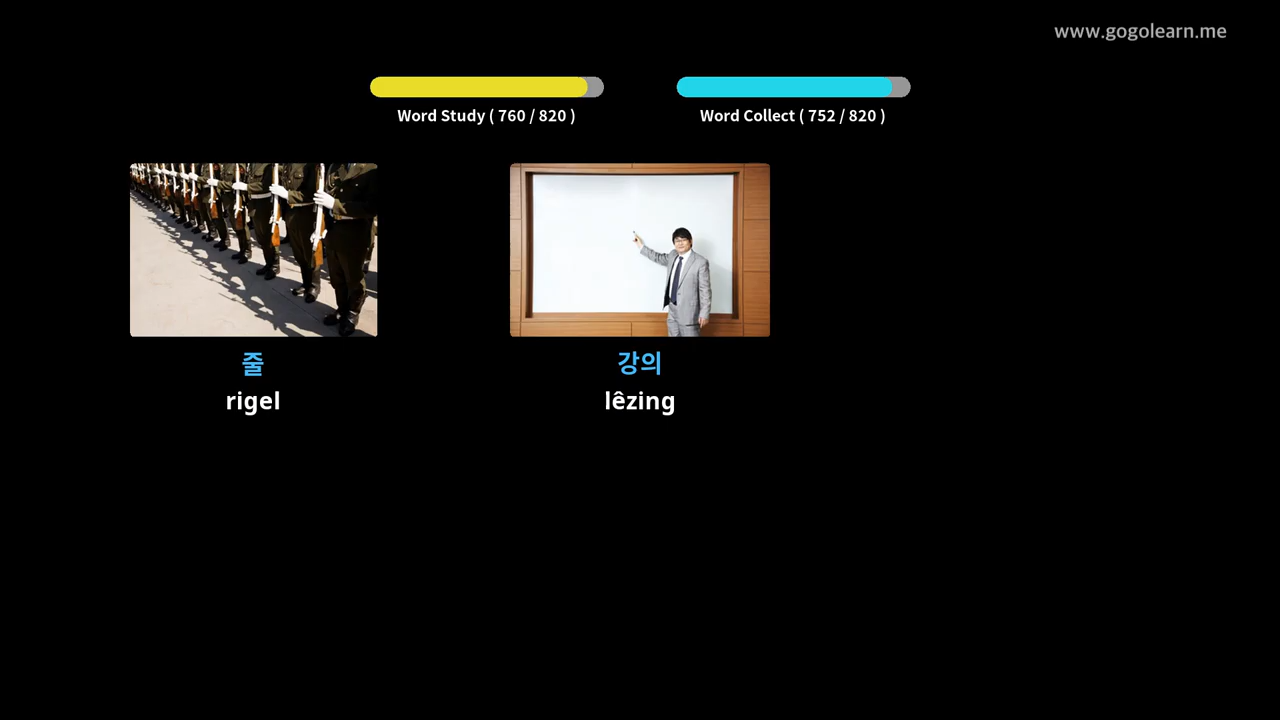 www.gogolearn.me
Word Study ( 760 / 820 )
Word Collect ( 752 / 820 )
줄
rigel
강의
lêzing